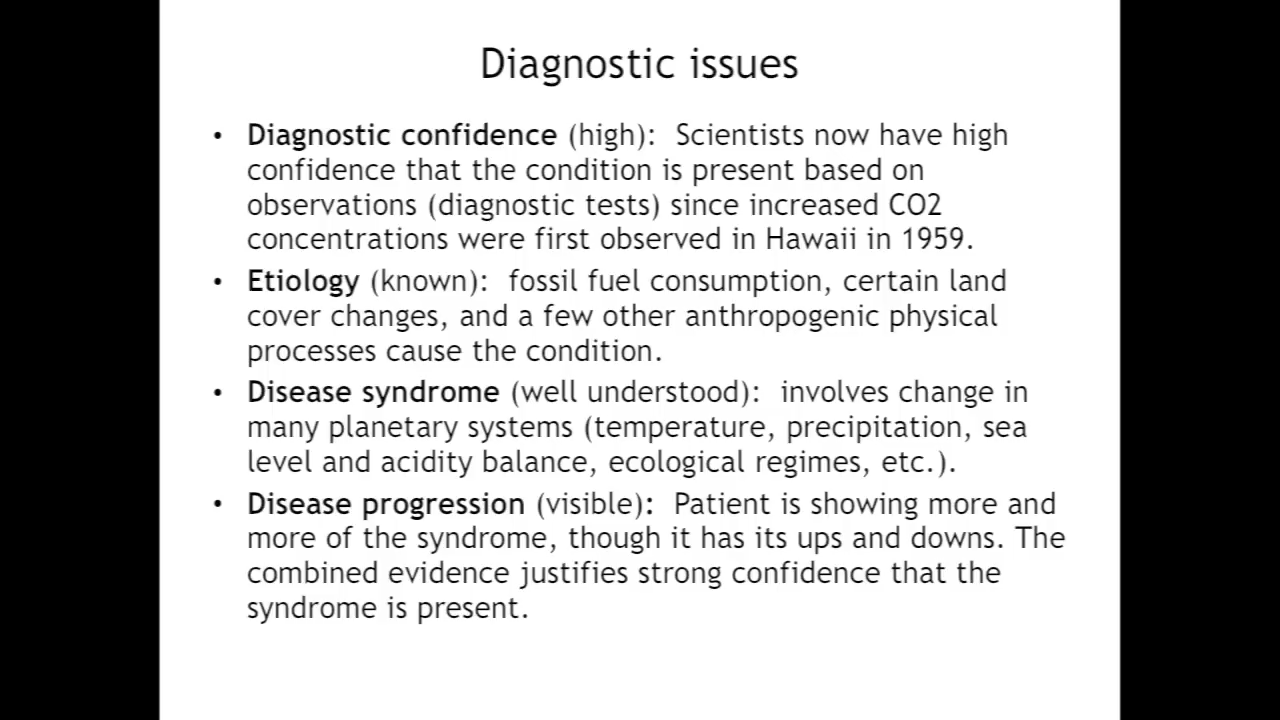 Diagnostic issues
• Diagnostic confidence (high):  Scientists now have high
confidence that the condition is present based on
observations (diagnostic tests) since increased CO2
concentrations were first observed in Hawaii in 1959.
• Etiology (known):  fossil fuel consumption, certain land
cover changes, and a few other anthropogenic physical
processes cause the condition.
• Disease syndrome (well understood):  involves change in
many planetary systems (temperature, precipitation, sea
level and acidity balance, ecological regimes, etc.).
• Disease progression (visible):  Patient is showing more and
more of the syndrome, though it has its ups and downs. The
combined evidence justifies strong confidence that the
syndrome is present.